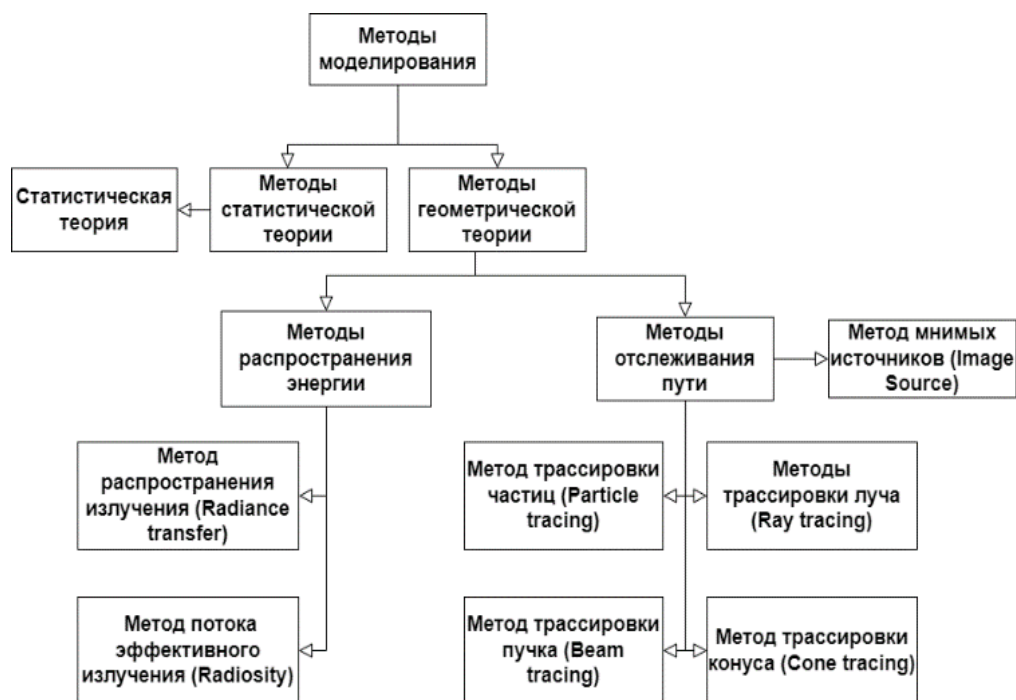 Методы
моделирования
Статистическая
теория
Методы
статистической
теории
Методы
геометрической
теории
Методы
распространения
энергии
Методы
отслеживания
пути
Метод мнимых
источников (Image
Source)
Метод
распространения
излучения (Radiance
transfer)
Метод трассировки
частиц (Particle
tracing)
Методы
трассировки луча
(Ray tracing)
Метод потока
эффективного
излучения (Radiosity)
Метод трассировки
пучка (Beam
tracing)
Метод трассировки
конуса (Cone tracing)